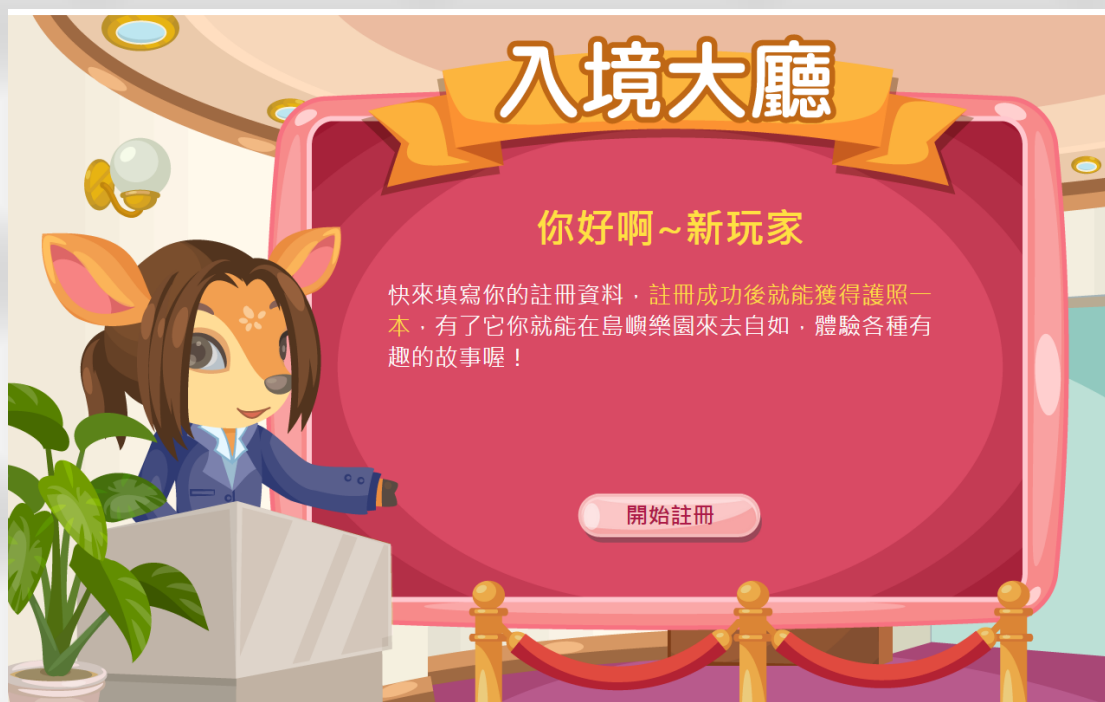 入境大廳
你好啊~新玩家
快來填寫你的註冊資料，註冊成功後就能獲得護照一
本，有了它你就能在島嶼樂園來去自如，體驗各種有
趣的故事喔！
開始註冊